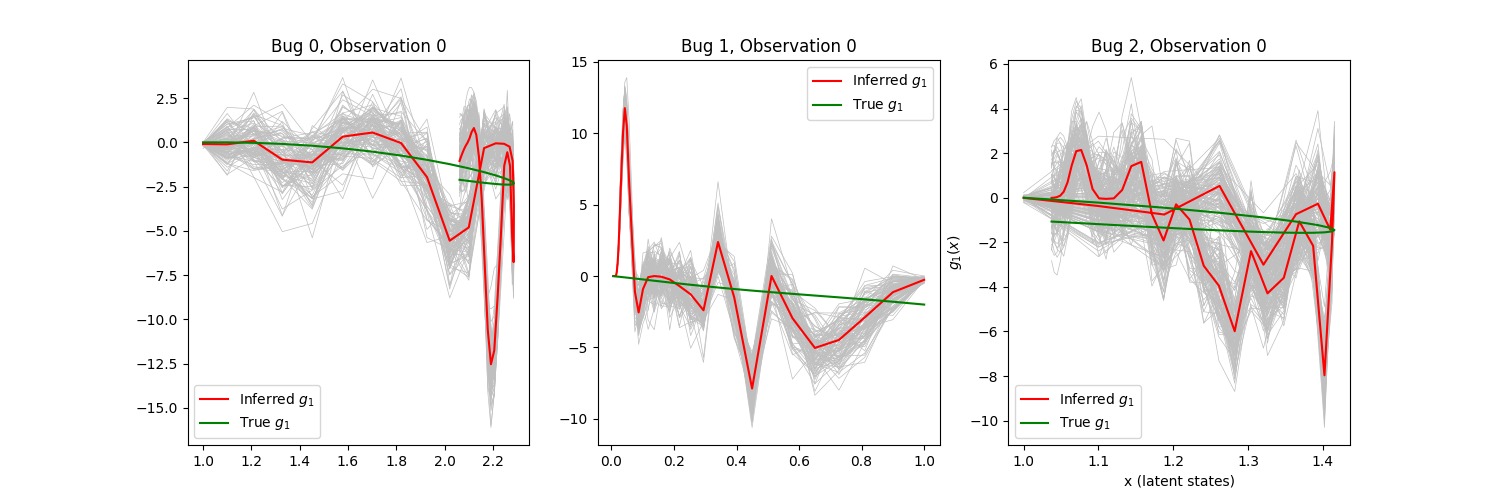 Bug 0, Observation 0
2.5
0.0
−2.5
−5.0
−7.5
−10.0
−12.5
−15.0
1.0 1.2 1.4 1.6 1.8 2.0 2.2
Inferred g₁
True g₁
Bug 1, Observation 0
15
10
5
0
−5
−10
0.0 0.2 0.4 0.6 0.8 1.0
Inferred g₁
True g₁
Bug 2, Observation 0
g₁(x)
6
4
2
0
−2
−4
−6
−8
−10
1.0 1.1 1.2 1.3 1.4
x (latent states)
Inferred g₁
True g₁